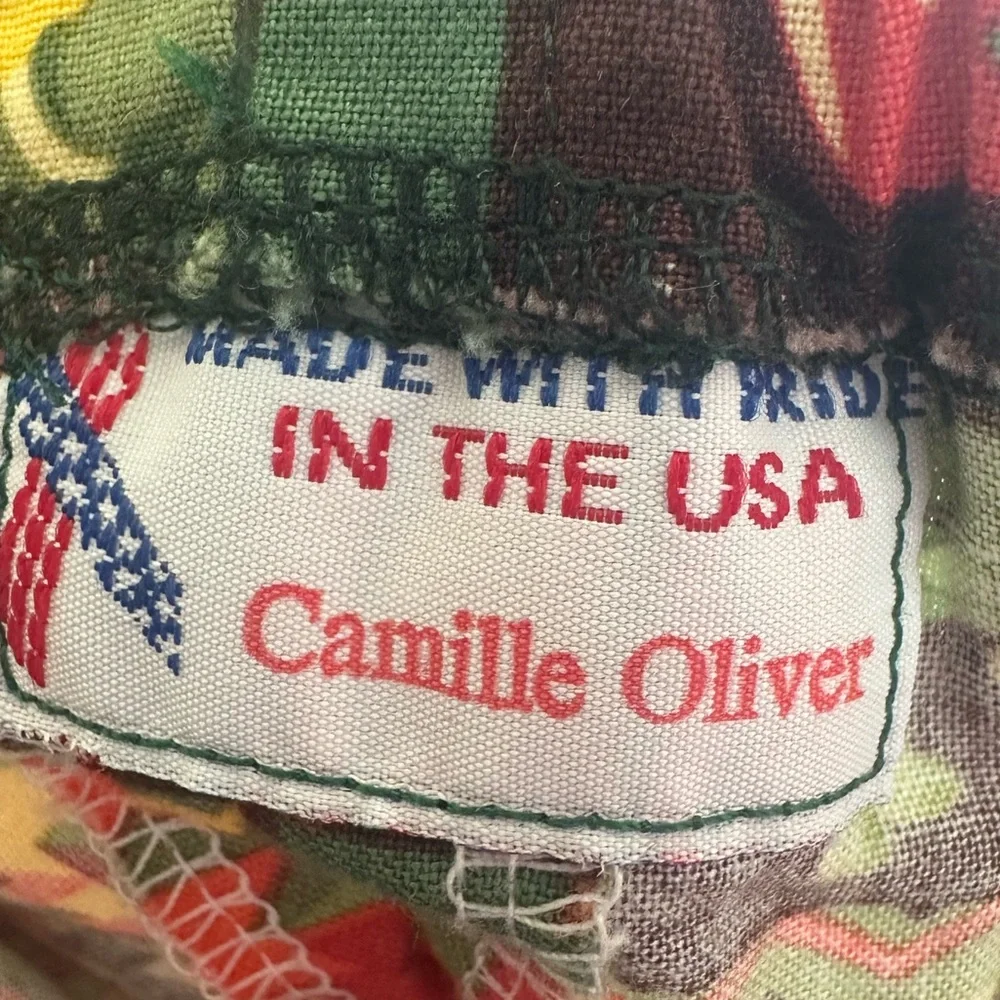 MADE WITH PRIDE
IN THE USA
Camille Oliver